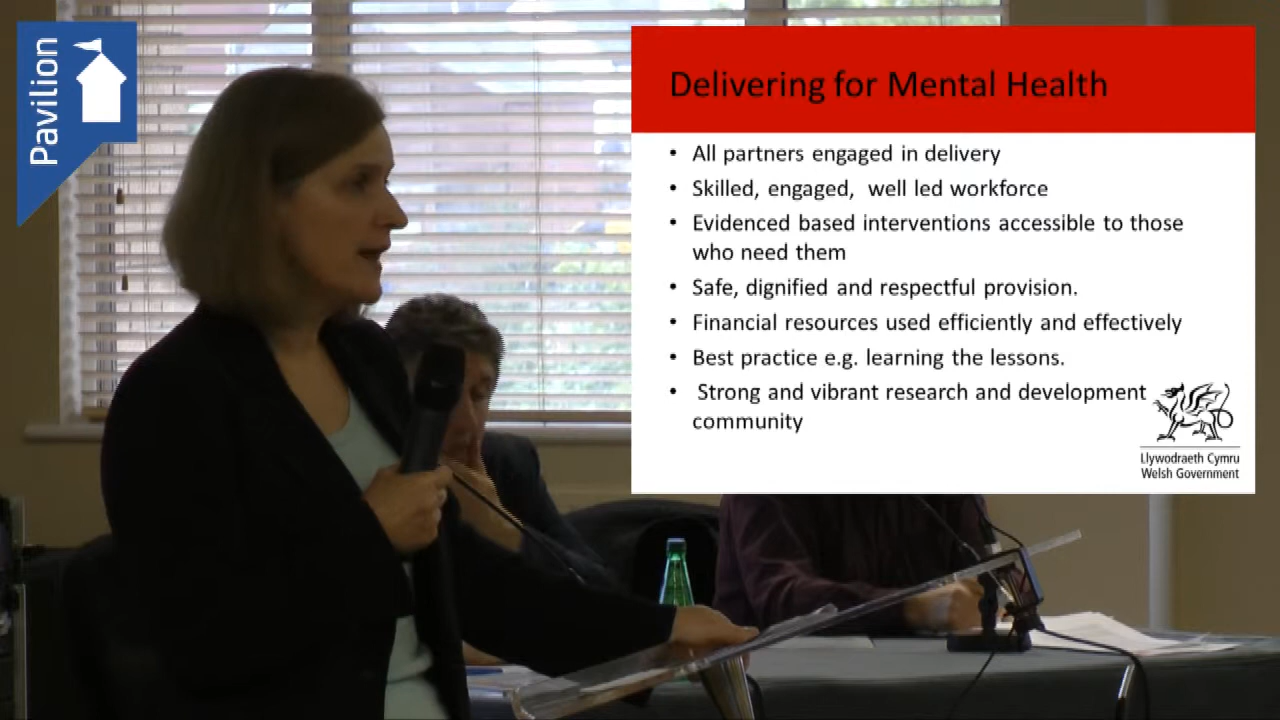 Pavilion
Delivering for Mental Health
• All partners engaged in delivery
• Skilled, engaged, well led workforce
• Evidenced based interventions accessible to those
who need them
• Safe, dignified and respectful provision.
• Financial resources used efficiently and effectively
• Best practice e.g. learning the lessons.
• Strong and vibrant research and development
community
Llywodraeth Cymru
Welsh Government